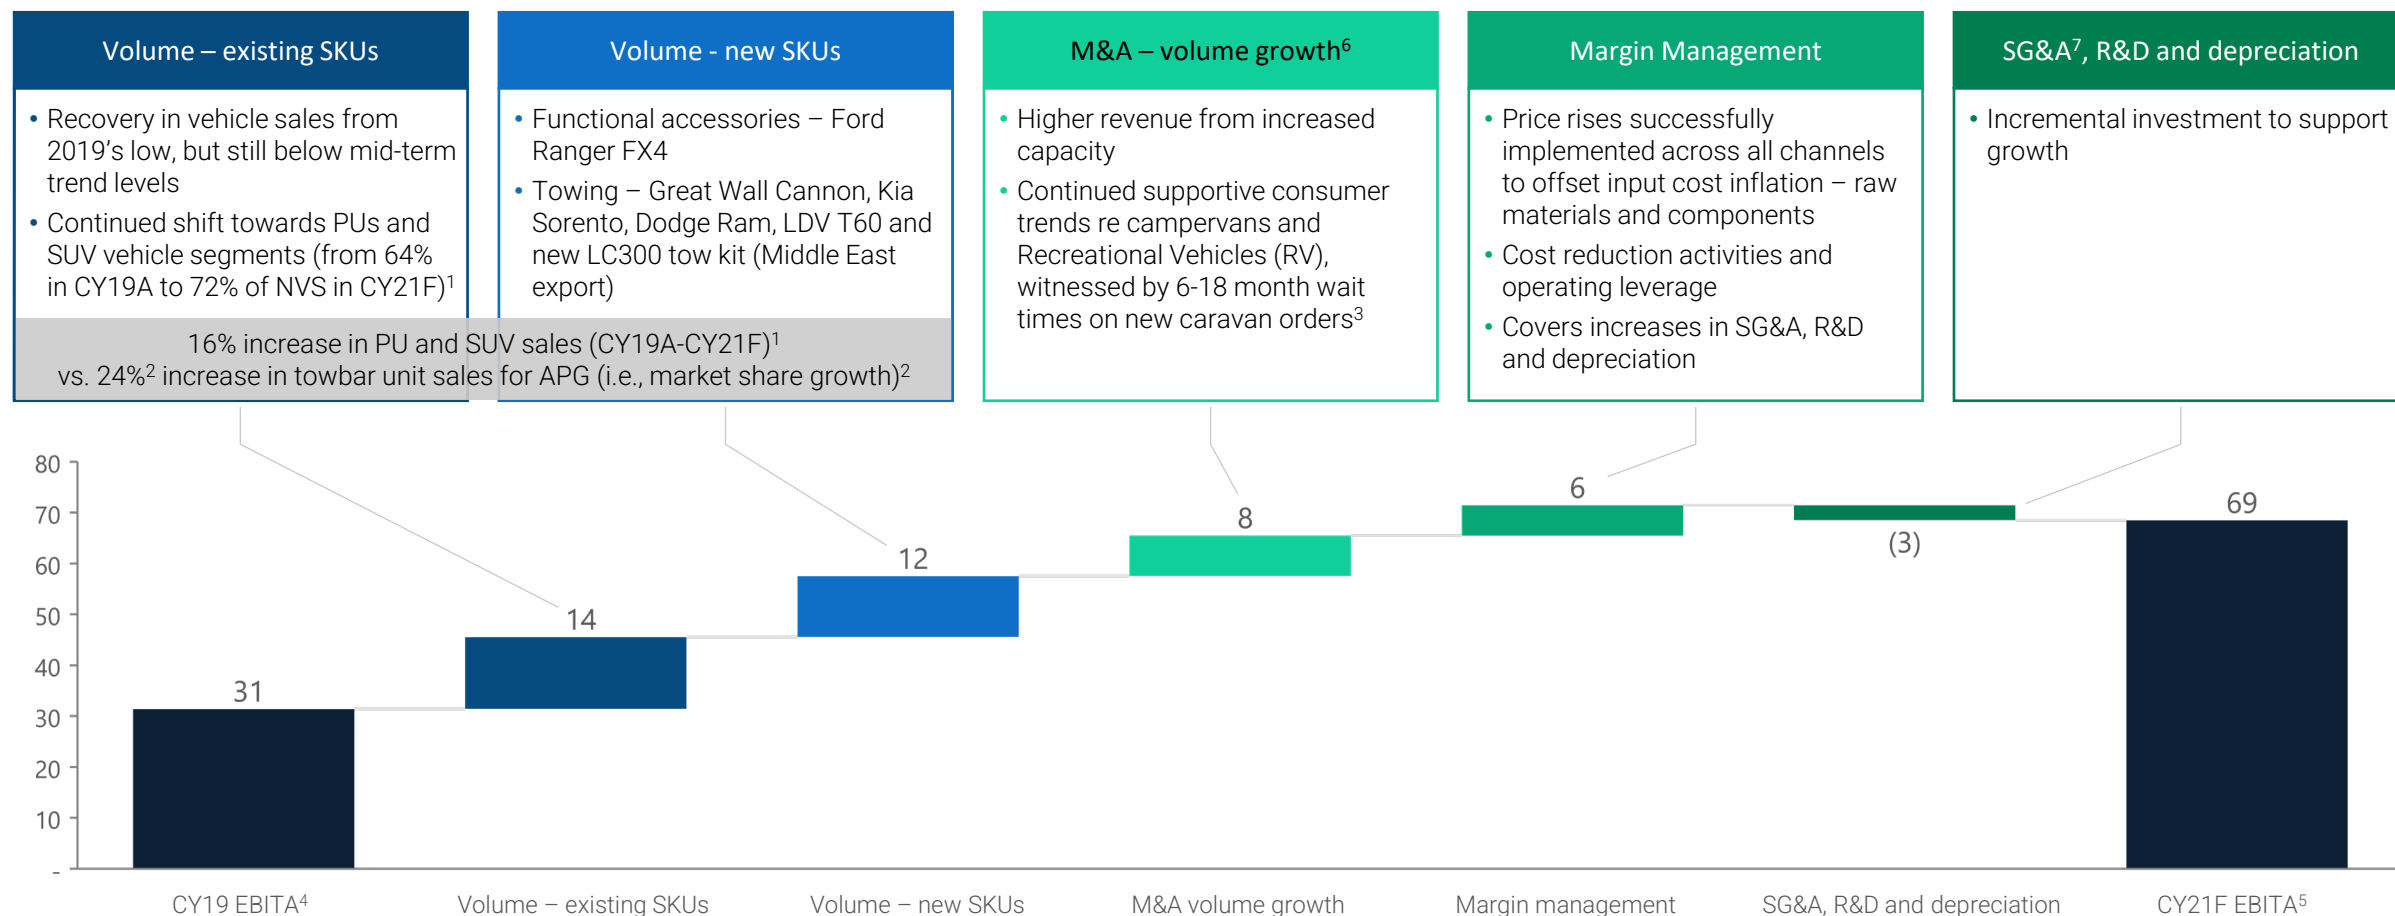 Volume – existing SKUs
• Recovery in vehicle sales from
2019's low, but still below mid-term
trend levels
• Continued shift towards PUs and
SUV vehicle segments (from 64%
in CY19A to 72% of NVS in CY21F)1
Volume - new SKUs
• Functional accessories – Ford
Ranger FX4
• Towing – Great Wall Cannon, Kia
Sorento, Dodge Ram, LDV T60 and
new LC300 tow kit (Middle East
export)
16% increase in PU and SUV sales (CY19A-CY21F)1
vs. 24%2 increase in towbar unit sales for APG (i.e., market share growth)2
M&A – volume growth6
• Higher revenue from increased
capacity
• Continued supportive consumer
trends re campervans and
Recreational Vehicles (RV),
witnessed by 6-18 month wait
times on new caravan orders3
Margin Management
• Price rises successfully
implemented across all channels
to offset input cost inflation – raw
materials and components
• Cost reduction activities and
operating leverage
• Covers increases in SG&A, R&D
and depreciation
SG&A7, R&D and depreciation
• Incremental investment to support
growth
80
70
60
50
40
30
20
10
-
31
14
12
8
6
(3)
69
CY19 EBITA4
Volume – existing SKUs
Volume – new SKUs
M&A volume growth
Margin management
SG&A, R&D and depreciation
CY21F EBITA5